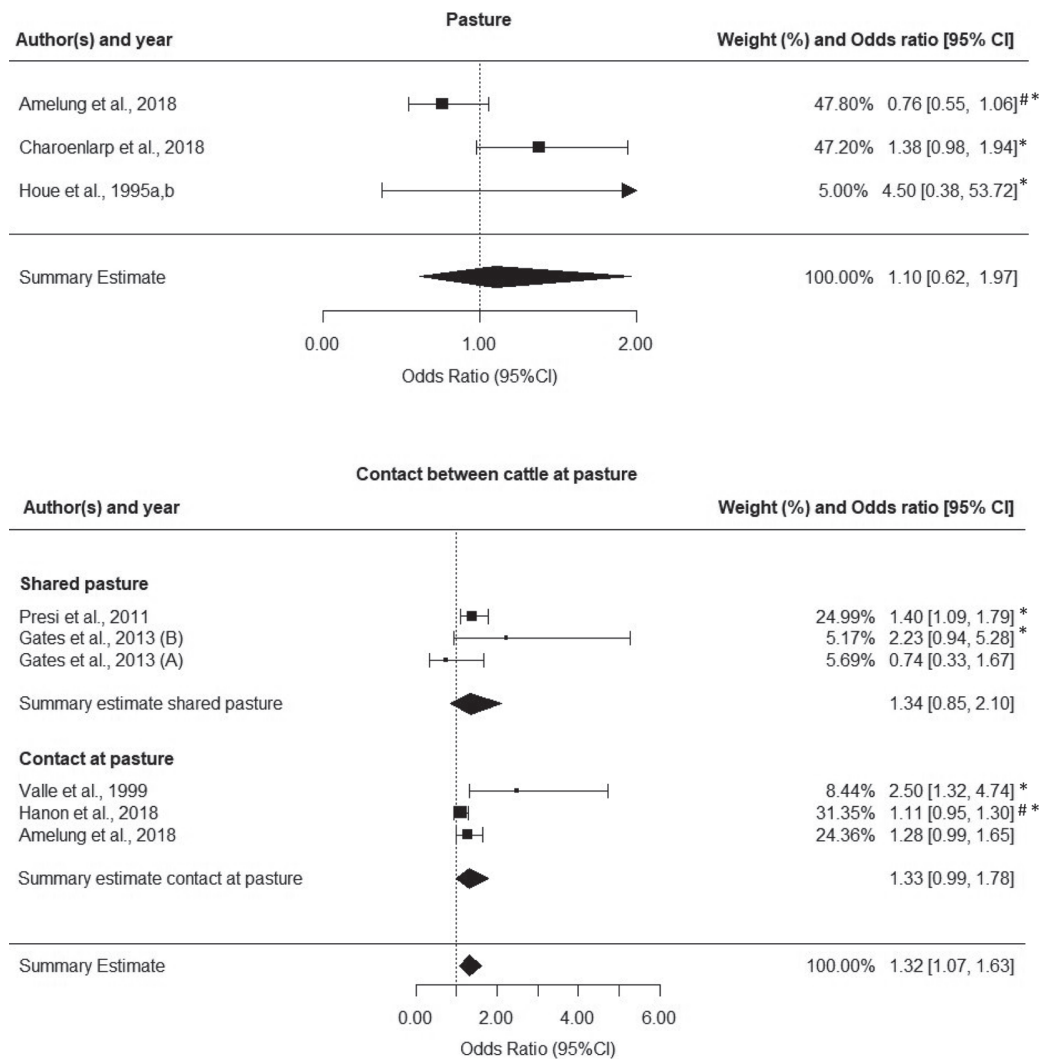 Pasture
Author(s) and year Weight (%) and Odds ratio [95% CI]
Amelung et al., 2018 47.80% 0.76 [0.55, 1.06] # *
Charoenlarp et al., 2018 47.20% 1.38 [0.98, 1.94] *
Houe et al., 1995a,b 5.00% 4.50 [0.38, 53.72] *
Summary Estimate 100.00% 1.10 [0.62, 1.97]
0.00 1.00 2.00
Odds Ratio (95%CI)
Contact between cattle at pasture
Author(s) and year Weight (%) and Odds ratio [95% CI]
Shared pasture
Presi et al., 2011 24.99% 1.40 [1.09, 1.79] *
Gates et al., 2013 (B) 5.17% 2.23 [0.94, 5.28] *
Gates et al., 2013 (A) 5.69% 0.74 [0.33, 1.67]
Summary estimate shared pasture 1.34 [0.85, 2.10]
Contact at pasture
Valle et al., 1999 8.44% 2.50 [1.32, 4.74] *
Hanon et al., 2018 31.35% 1.11 [0.95, 1.30] # *
Amelung et al., 2018 24.36% 1.28 [0.99, 1.65]
Summary estimate contact at pasture 1.33 [0.99, 1.78]
Summary Estimate 100.00% 1.32 [1.07, 1.63]
0.00 2.00 4.00 6.00
Odds Ratio (95%CI)